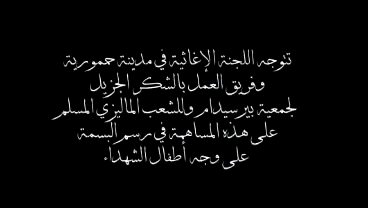 تتوجه اللجنة الإغاثية في مدينة حمورية
وفريق العمل بالشكر الجزيل
لجمعية بيرسيدام وللشعب الماليزي المسلم
على هذه المساهمة في رسم البسمة
على وجه أطفال الشهداء